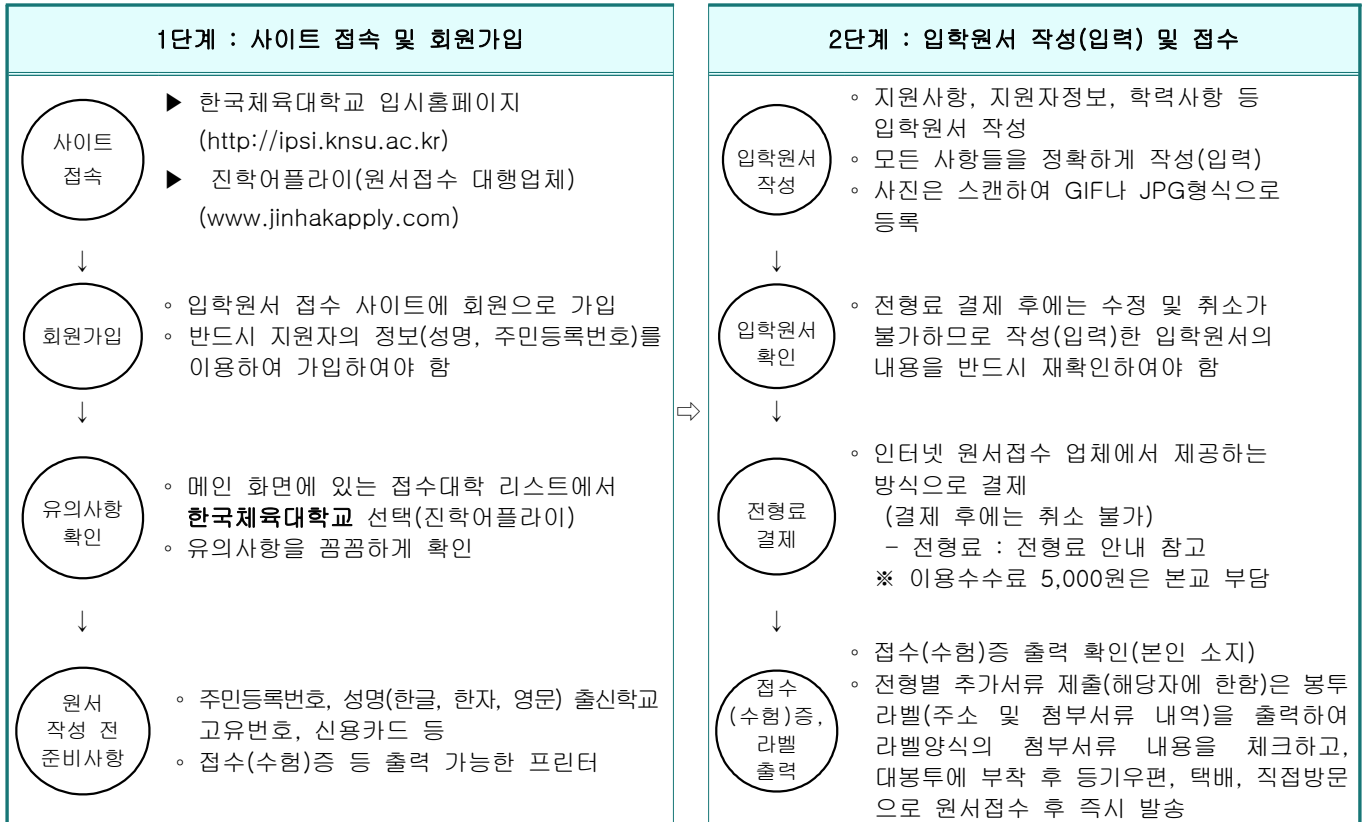 1단계 : 사이트 접속 및 회원가입
사이트
접속
▶ 한국체육대학교 입시홈페이지
(http://ipsi.knsu.ac.kr)
▶ 진학어플라이(원서접수 대행업체)
(www.jinhakapply.com)
↓
회원가입
◦ 입학원서 접수 사이트에 회원으로 가입
◦ 반드시 지원자의 정보(성명, 주민등록번호)를
이용하여 가입하여야 함
↓
유의사항
확인
◦ 메인 화면에 있는 접수대학 리스트에서
한국체육대학교 선택(진학어플라이)
◦ 유의사항을 꼼꼼하게 확인
↓
원서
작성 전
준비사항
◦ 주민등록번호, 성명(한글, 한자, 영문) 출신학교
고유번호, 신용카드 등
◦ 접수(수험)증 등 출력 가능한 프린터
⇨
2단계 : 입학원서 작성(입력) 및 접수
입학원서
작성
◦ 지원사항, 지원자정보, 학력사항 등
입학원서 작성
◦ 모든 사항들을 정확하게 작성(입력)
◦ 사진은 스캔하여 GIF나 JPG형식으로
등록
↓
입학원서
확인
◦ 전형료 결제 후에는 수정 및 취소가
불가하므로 작성(입력)한 입학원서의
내용을 반드시 재확인하여야 함
↓
전형료
결제
◦ 인터넷 원서접수 업체에서 제공하는
방식으로 결제
(결제 후에는 취소 불가)
- 전형료 : 전형료 안내 참고
※ 이용수수료 5,000원은 본교 부담
↓
접수
(수험)증,
라벨
출력
◦ 접수(수험)증 출력 확인(본인 소지)
◦ 전형별 추가서류 제출(해당자에 한함)은 봉투
라벨(주소 및 첨부서류 내역)을 출력하여
라벨양식의 첨부서류 내용을 체크하고,
대봉투에 부착 후 등기우편, 택배, 직접방문
으로 원서접수 후 즉시 발송